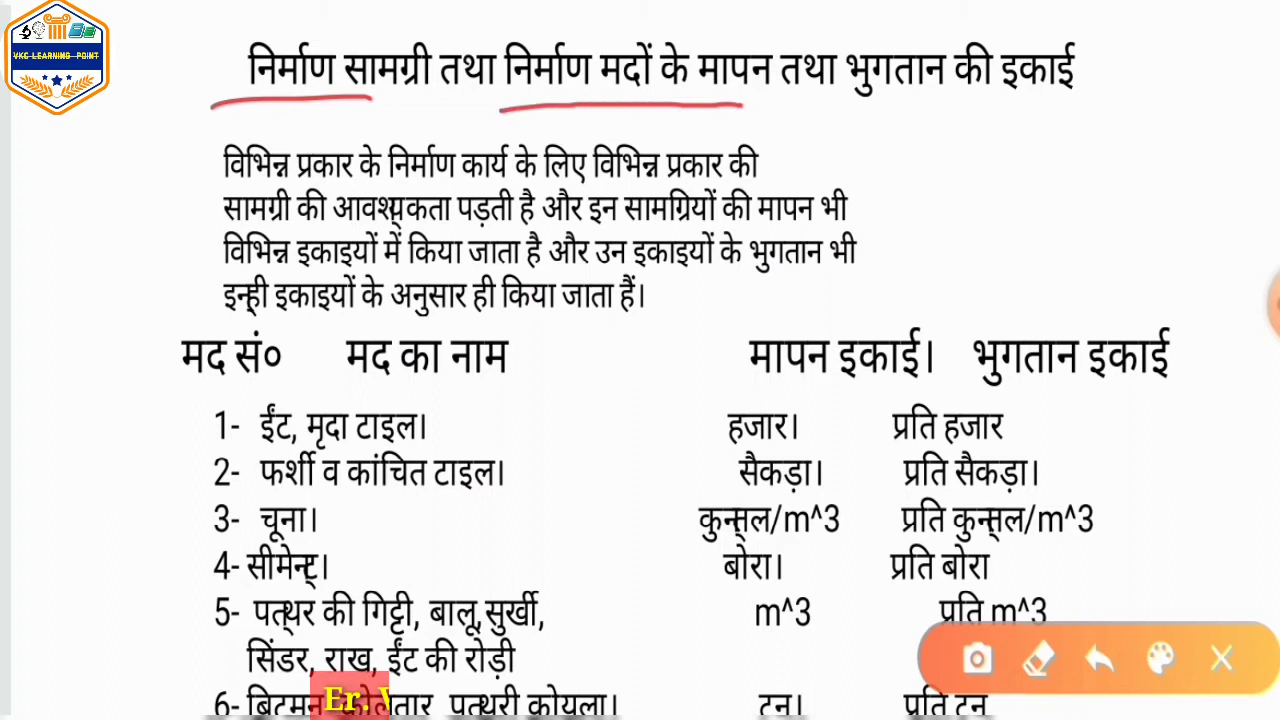 VKC LEARNING POINT
निर्माण सामग्री तथा निर्माण मदों के मापन तथा भुगतान की इकाई
विभिन्न प्रकार के निर्माण कार्य के लिए विभिन्न प्रकार की
सामग्री की आवश्यकता पड़ती है और इन सामग्रियों की मापन भी
विभिन्न इकाइयों में किया जाता है और उन इकाइयों के भुगतान भी
इन्ही इकाइयों के अनुसार ही किया जाता हैं।
मद सं० मद का नाम मापन इकाई। भुगतान इकाई
1- ईंट, मृदा टाइल। हजार। प्रति हजार
2- फर्शी व कांचित टाइल। सैकड़ा। प्रति सैकड़ा।
3- चूना। कुन्तल/m^3 प्रति कुन्तल/m^3
4- सीमेन्ट। बोरा। प्रति बोरा
5- पत्थर की गिट्टी, बालू,सुर्खी, m^3 प्रति m^3
सिंडर, राख, ईंट की रोड़ी
6- बिटुमन, कोलतार, पत्थरी कोयला। टन। प्रति टन
Er. V